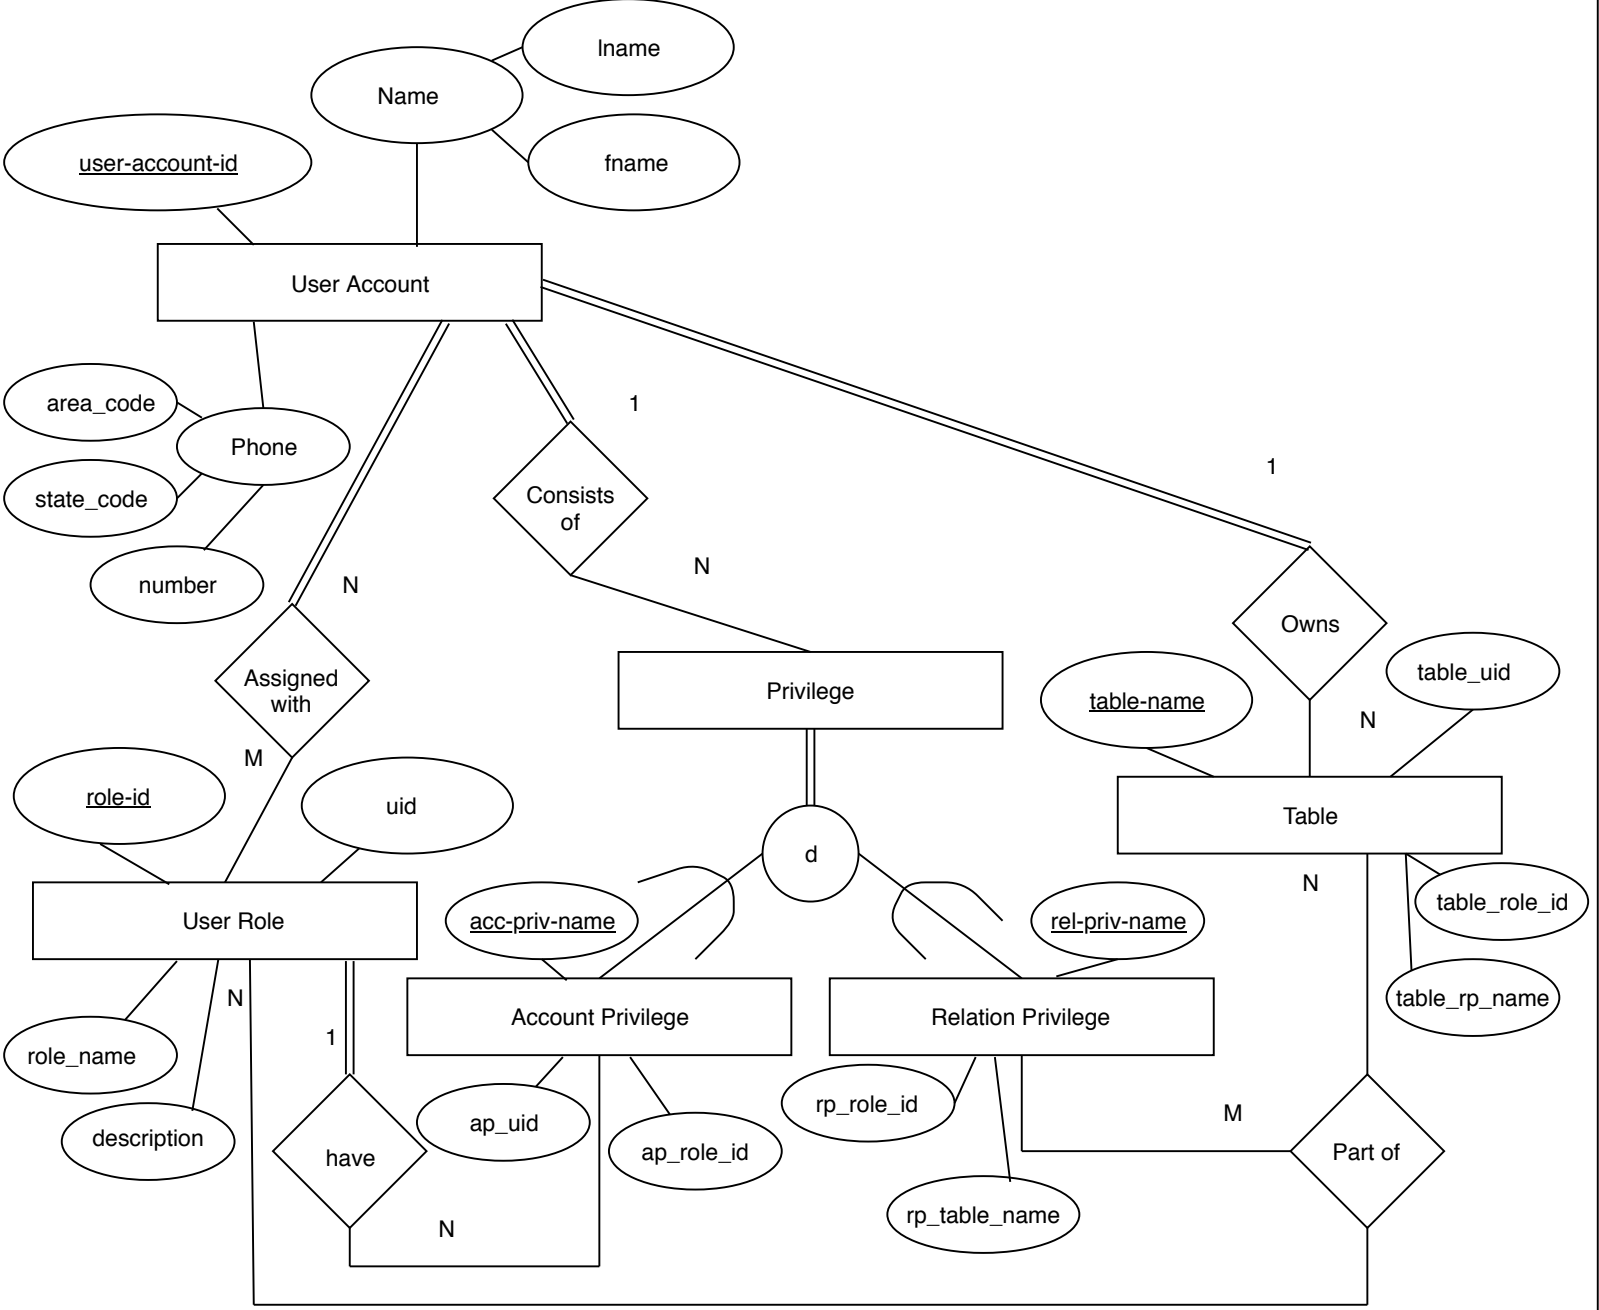 lname
Name
fname
user-account-id
User Account
area_code
1
Phone
1
state_code
Consists
of
N
number
N
Owns
Assigned
with
table_uid
Privilege
table-name
N
M
role-id
uid
Table
d
N
table_role_id
User Role
acc-priv-name
rel-priv-name
N
table_rp_name
Account Privilege
Relation Privilege
1
role_name
rp_role_id
M
ap_uid
description
ap_role_id
have
Part of
rp_table_name
N